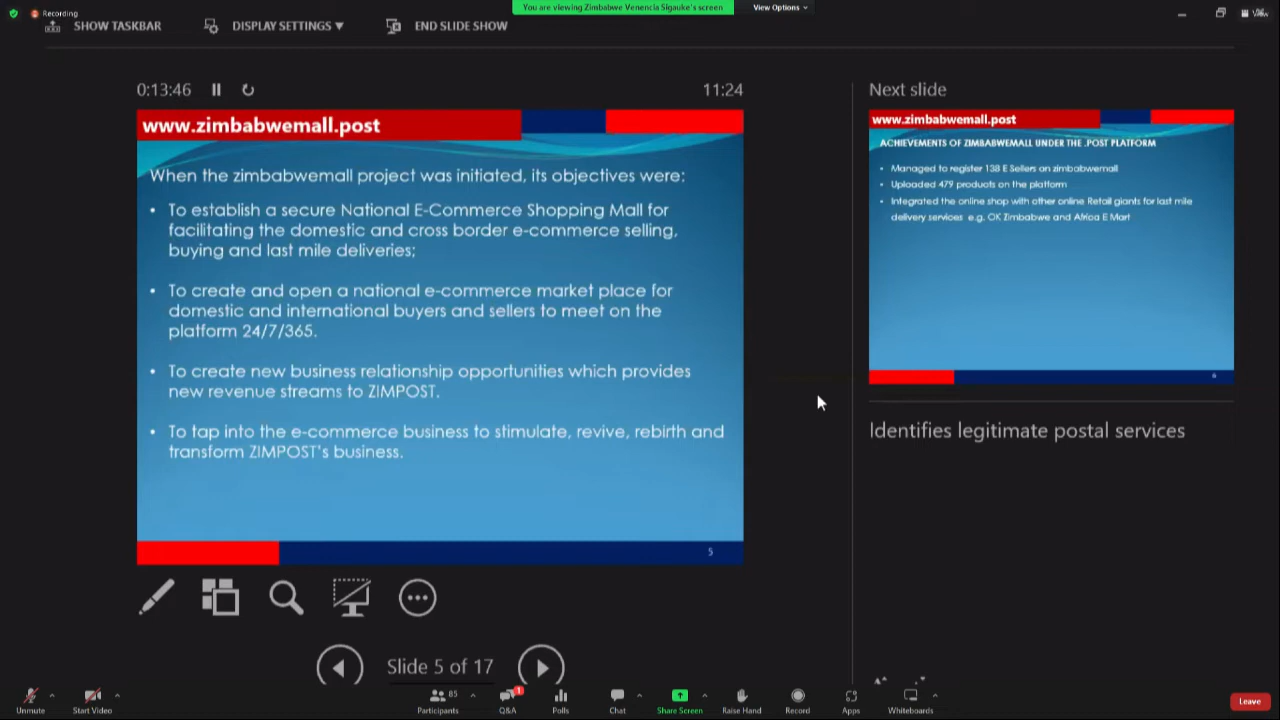 Recording
You are viewing Zimbabwe Venencia Sigauke's screen
View Options
View
SHOW TASKBAR
DISPLAY SETTINGS
END SLIDE SHOW
0:13:46
11:24
www.zimbabwemall.post
When the zimbabwemall project was initiated, its objectives were:
• To establish a secure National E-Commerce Shopping Mall for
facilitating the domestic and cross border e-commerce selling,
buying and last mile deliveries;
• To create and open a national e-commerce market place for
domestic and international buyers and sellers to meet on the
platform 24/7/365.
• To create new business relationship opportunities which provides
new revenue streams to ZIMPOST.
• To tap into the e-commerce business to stimulate, revive, rebirth and
transform ZIMPOST's business.
5
Next slide
www.zimbabwemall.post
ACHIEVEMENTS OF ZIMBABWEMALL UNDER THE .POST PLATFORM
• Managed to register 138 E Sellers on zimbabwemall
• Uploaded 479 products on the platform
• Integrated the online shop with other online Retail giants for last mile
delivery services e.g. OK Zimbabwe and Africa E Mart
6
Identifies legitimate postal services
Slide 5 of 17
Unmute
Start Video
85
Participants
1
Q&A
Polls
Chat
Share Screen
Raise Hand
Record
Apps
Whiteboards
Leave